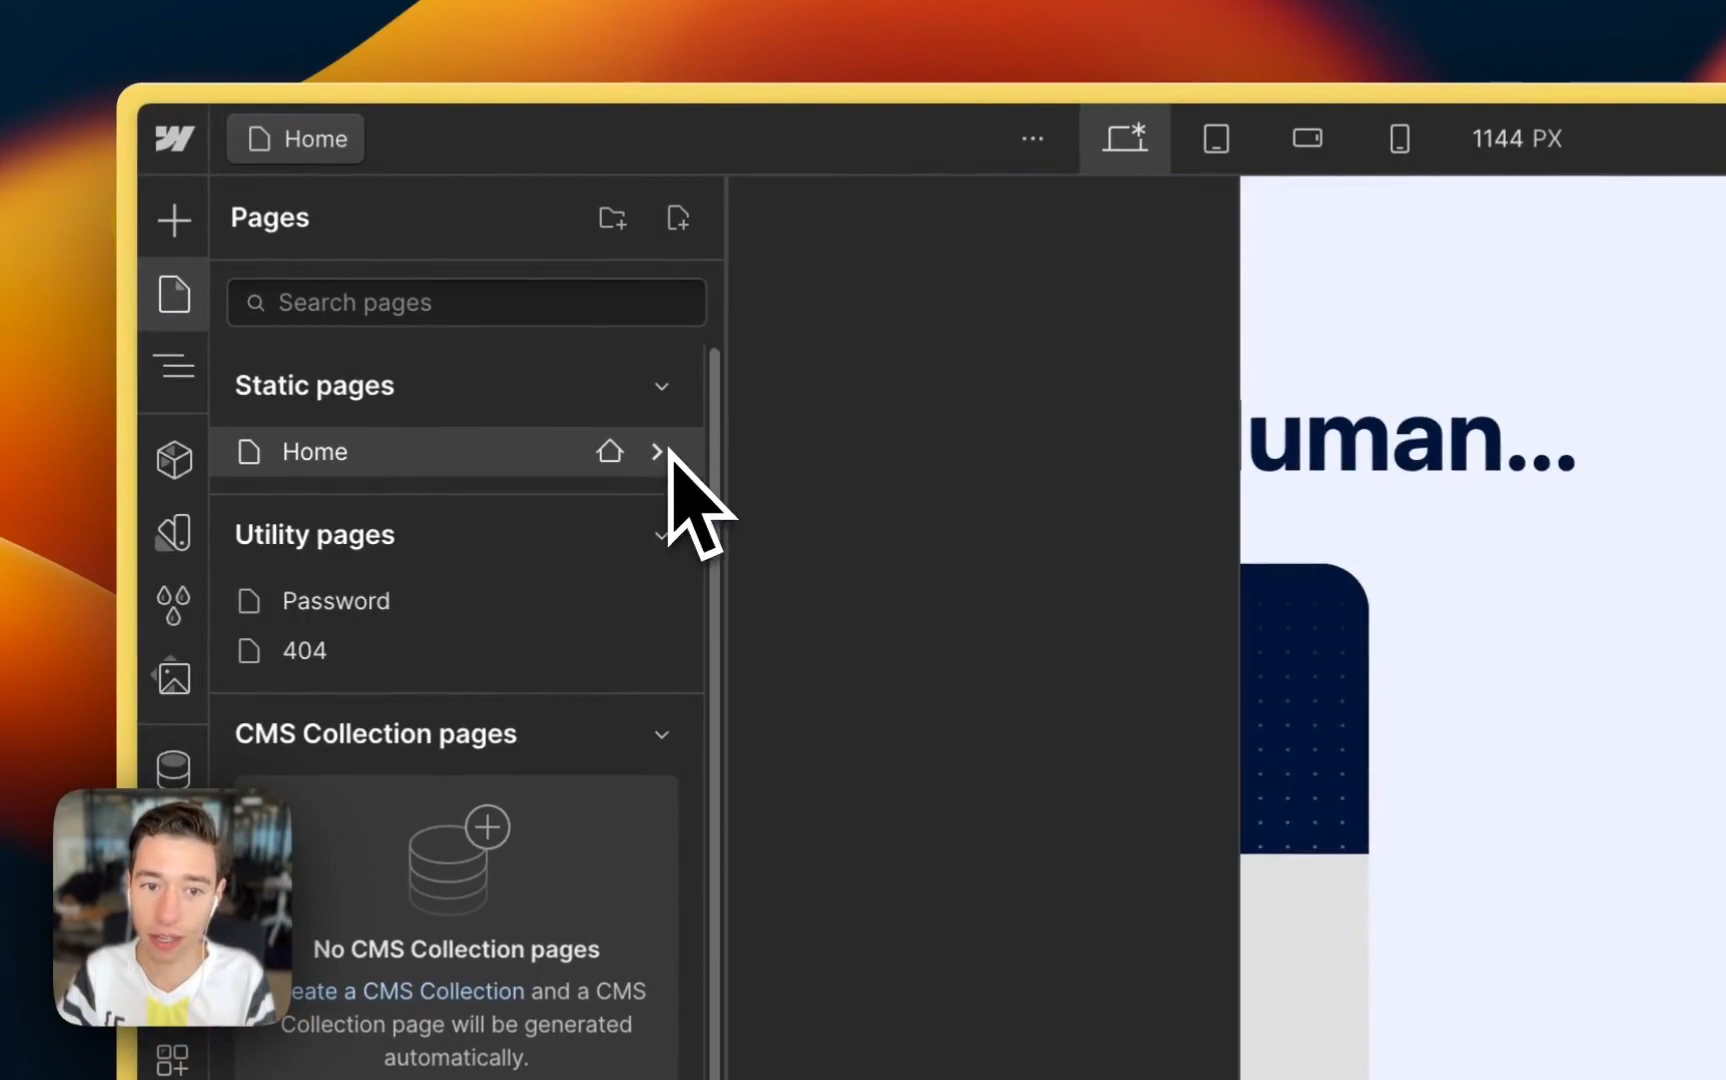 Home
1144 PX
Pages
Search pages
Static pages
Home
uman...
Utility pages
Password
404
CMS Collection pages
No CMS Collection pages
eate a CMS Collection and a CMS
Collection page will be generated
automatically.